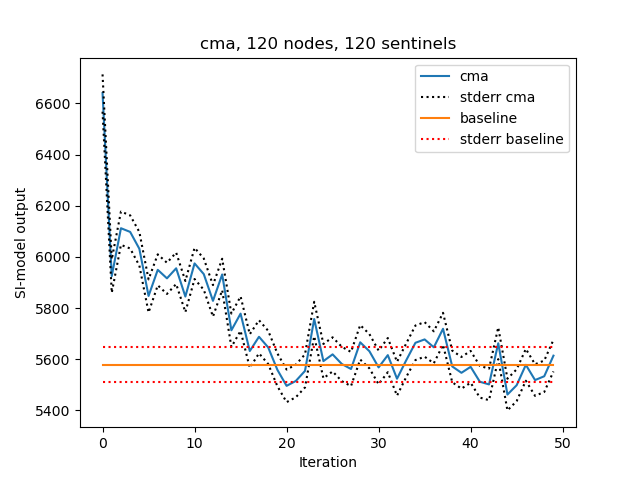 cma, 120 nodes, 120 sentinels
cma
stderr cma
baseline
stderr baseline
SI-model output
6600
6400
6200
6000
5800
5600
5400
0
10
20
30
40
50
Iteration